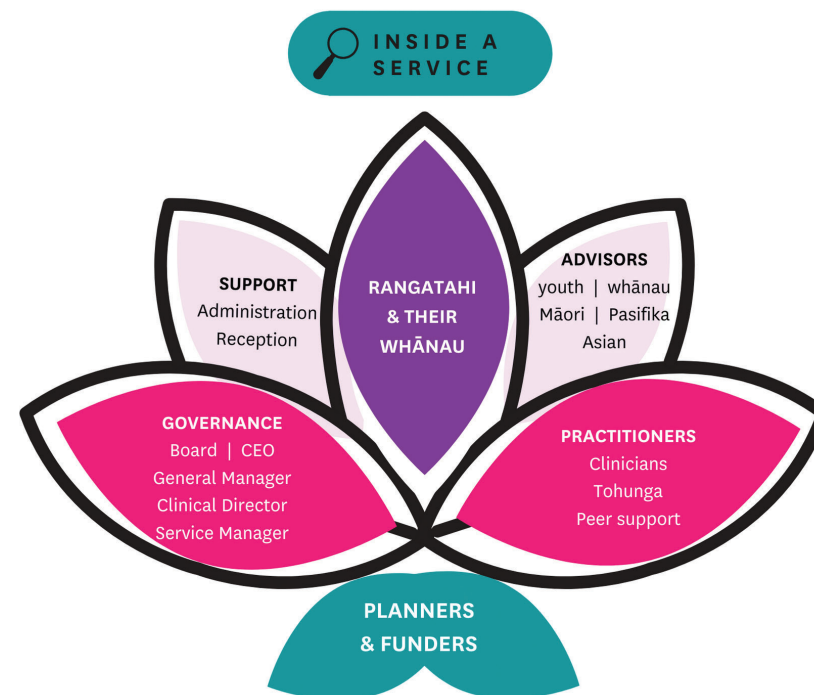 INSIDE A
SERVICE
RANGATAHI
& THEIR
WHĀNAU
SUPPORT
Administration
Reception
ADVISORS
youth | whānau
Māori | Pasifika
Asian
GOVERNANCE
Board | CEO
General Manager
Clinical Director
Service Manager
PRACTITIONERS
Clinicians
Tohunga
Peer support
PLANNERS
& FUNDERS